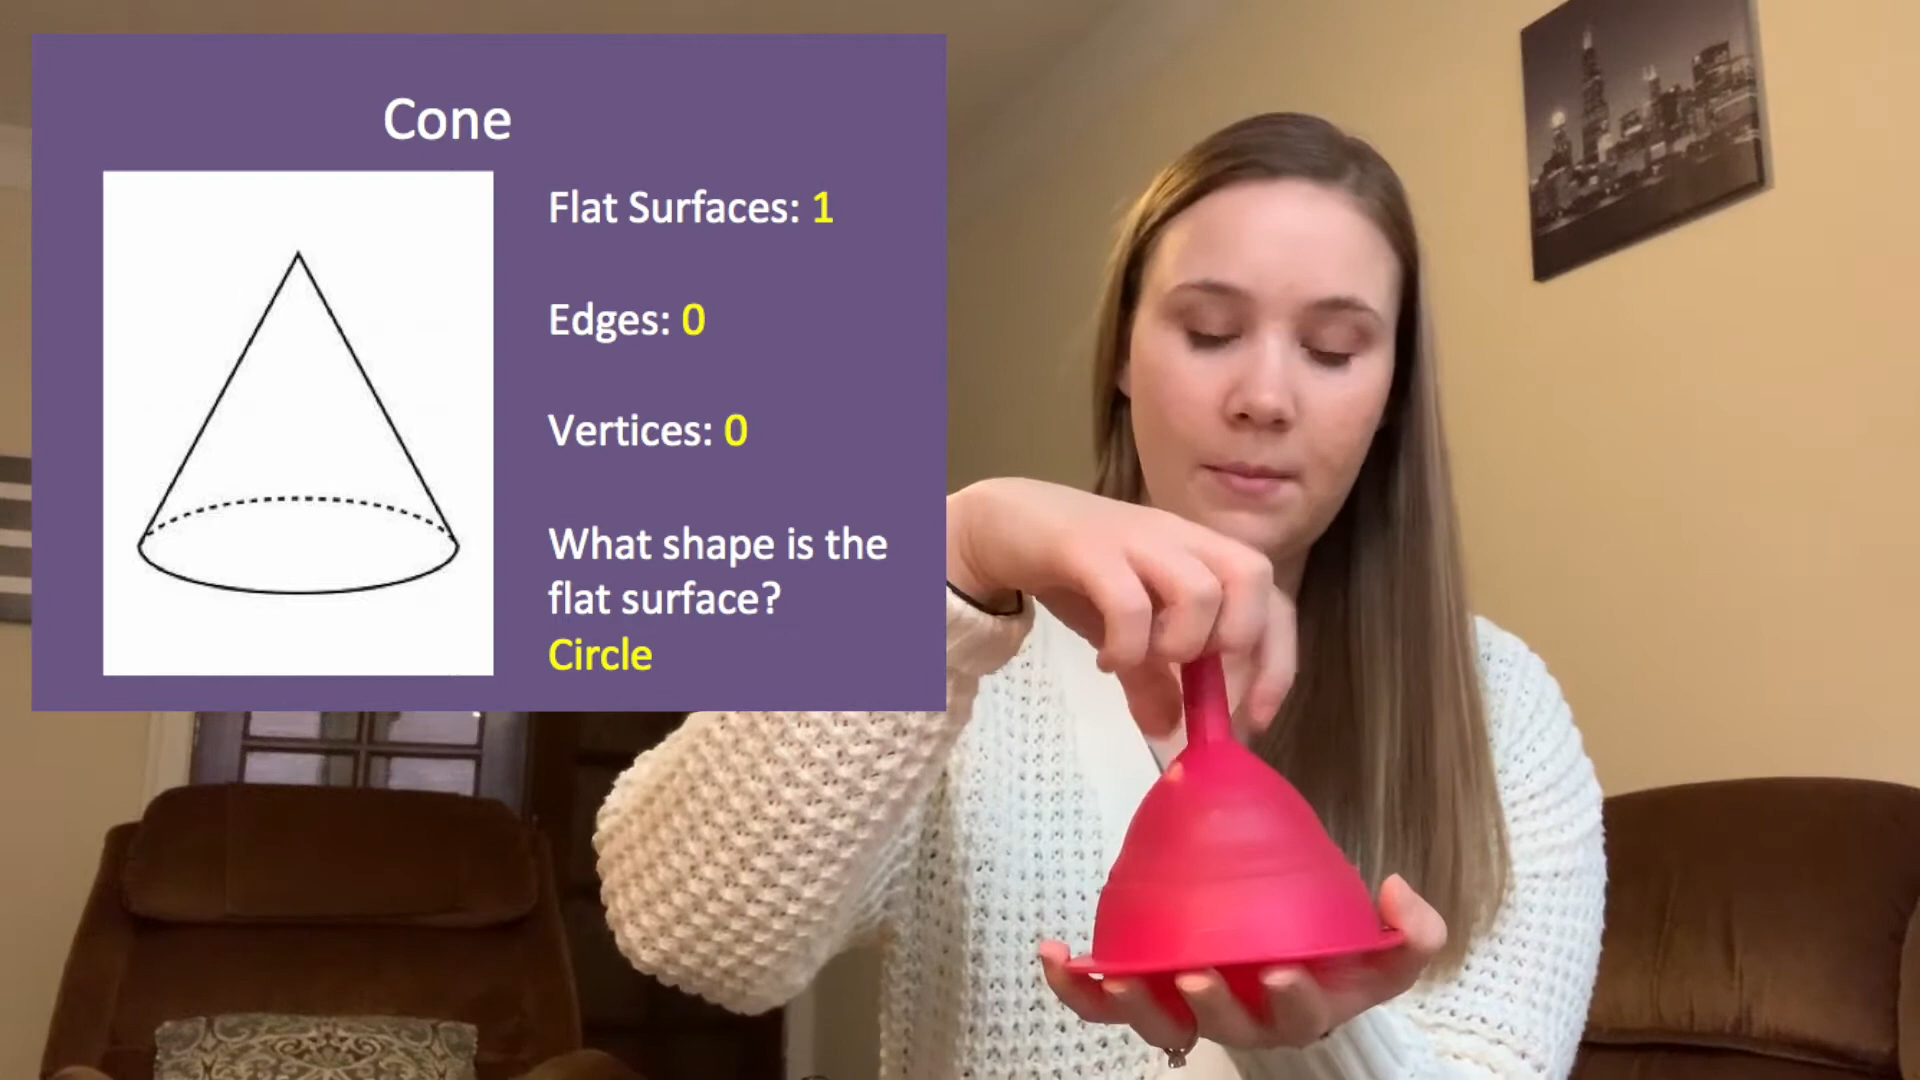 Cone
Flat Surfaces: 1
Edges: 0
Vertices: 0
What shape is the
flat surface?
Circle